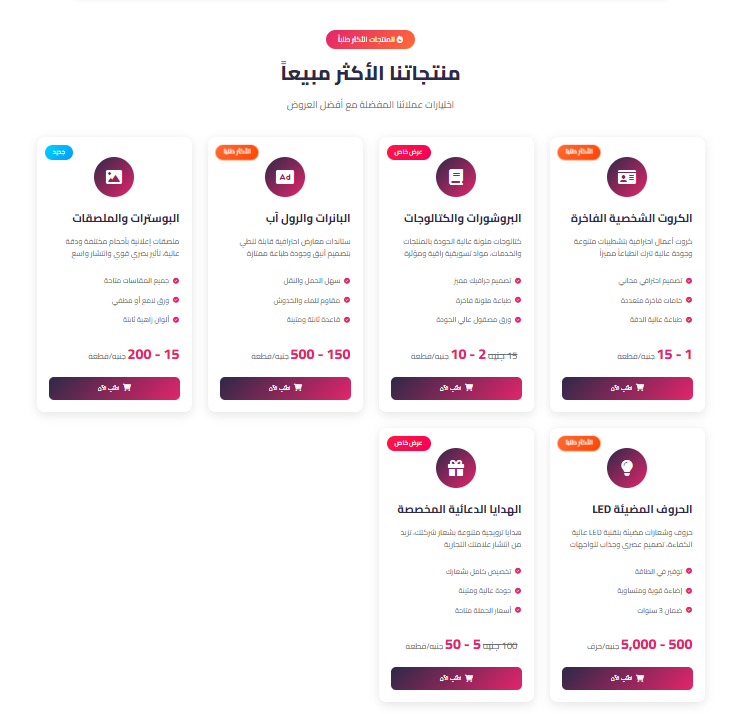 المنتجات الأكثر طلباً
منتجاتنا الأكثر مبيعاً
اختيارات عملائنا المفضلة مع أفضل العروض
الأكثر طلبا
الكروت الشخصية الفاخرة
كروت أعمال احترافية بتشطيبات متنوعة
وجودة عالية تترك انطباعاً مميزاً
تصميم احترافي مجاني
خامات فاخرة متعددة
طباعة عالية الدقة
1 - 15 جنيه/قطعة
اطلب الآن
عرض خاص
البروشورات والكتالوجات
كتالوجات ملونة عالية الجودة بالمنتجات
والخدمات، مواد تسويقية راقية ومؤثرة
تصميم جرافيك مميز
طباعة ملونة فاخرة
ورق مصقول عالي الجودة
15 جنيه 2 - 10 جنيه/قطعة
اطلب الآن
الأكثر طلبا
Ad
البانرات والرول آب
ستاندات معارض احترافية قابلة للطي
بتصميم أنيق وجودة طباعة ممتازة
سهل الحمل والنقل
مقاوم للماء والخدوش
قاعدة ثابتة ومتينة
150 - 500 جنيه/قطعة
اطلب الآن
جديد
البوسترات والملصقات
ملصقات إعلانية بأحجام مختلفة ودقة
عالية، تأثير بصري قوي وانتشار واسع
جميع المقاسات متاحة
ورق لامع أو مطفي
ألوان زاهية ثابتة
15 - 200 جنيه/قطعة
اطلب الآن
الأكثر طلبا
الحروف المضيئة LED
حروف وشعارات مضيئة بتقنية LED عالية
الكفاءة، تصميم عصري وجذاب للواجهات
توفير في الطاقة
إضاءة قوية ومتساوية
ضمان 3 سنوات
500 - 5,000 جنيه/حرف
اطلب الآن
عرض خاص
الهدايا الدعائية المخصصة
هدايا ترويجية متنوعة بشعار شركتك، تزيد
من انتشار علامتك التجارية
تخصيص كامل بشعارك
جودة عالية ومتينة
أسعار الجملة متاحة
100 جنيه 5 - 50 جنيه/قطعة
اطلب الآن